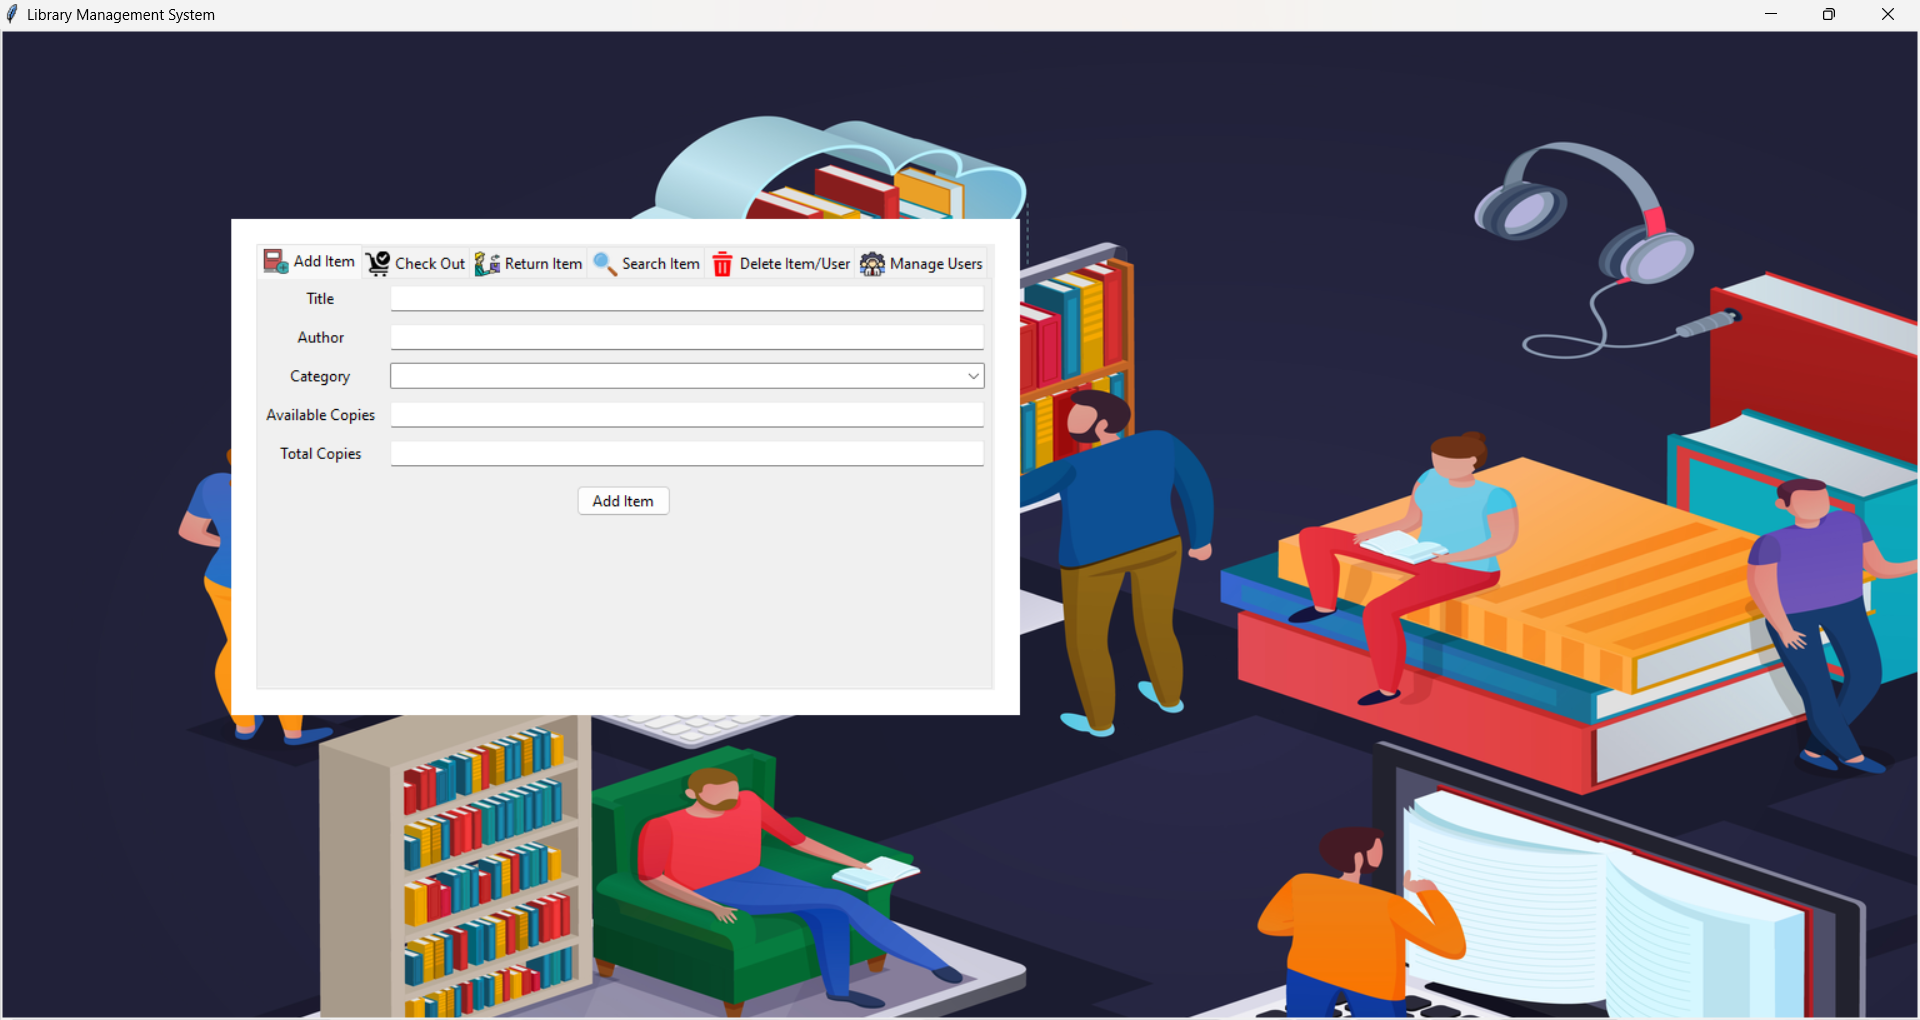 Library Management System
Add Item Check Out Return Item Search Item Delete Item/User Manage Users
Title
Author
Category
Available Copies
Total Copies
Add Item